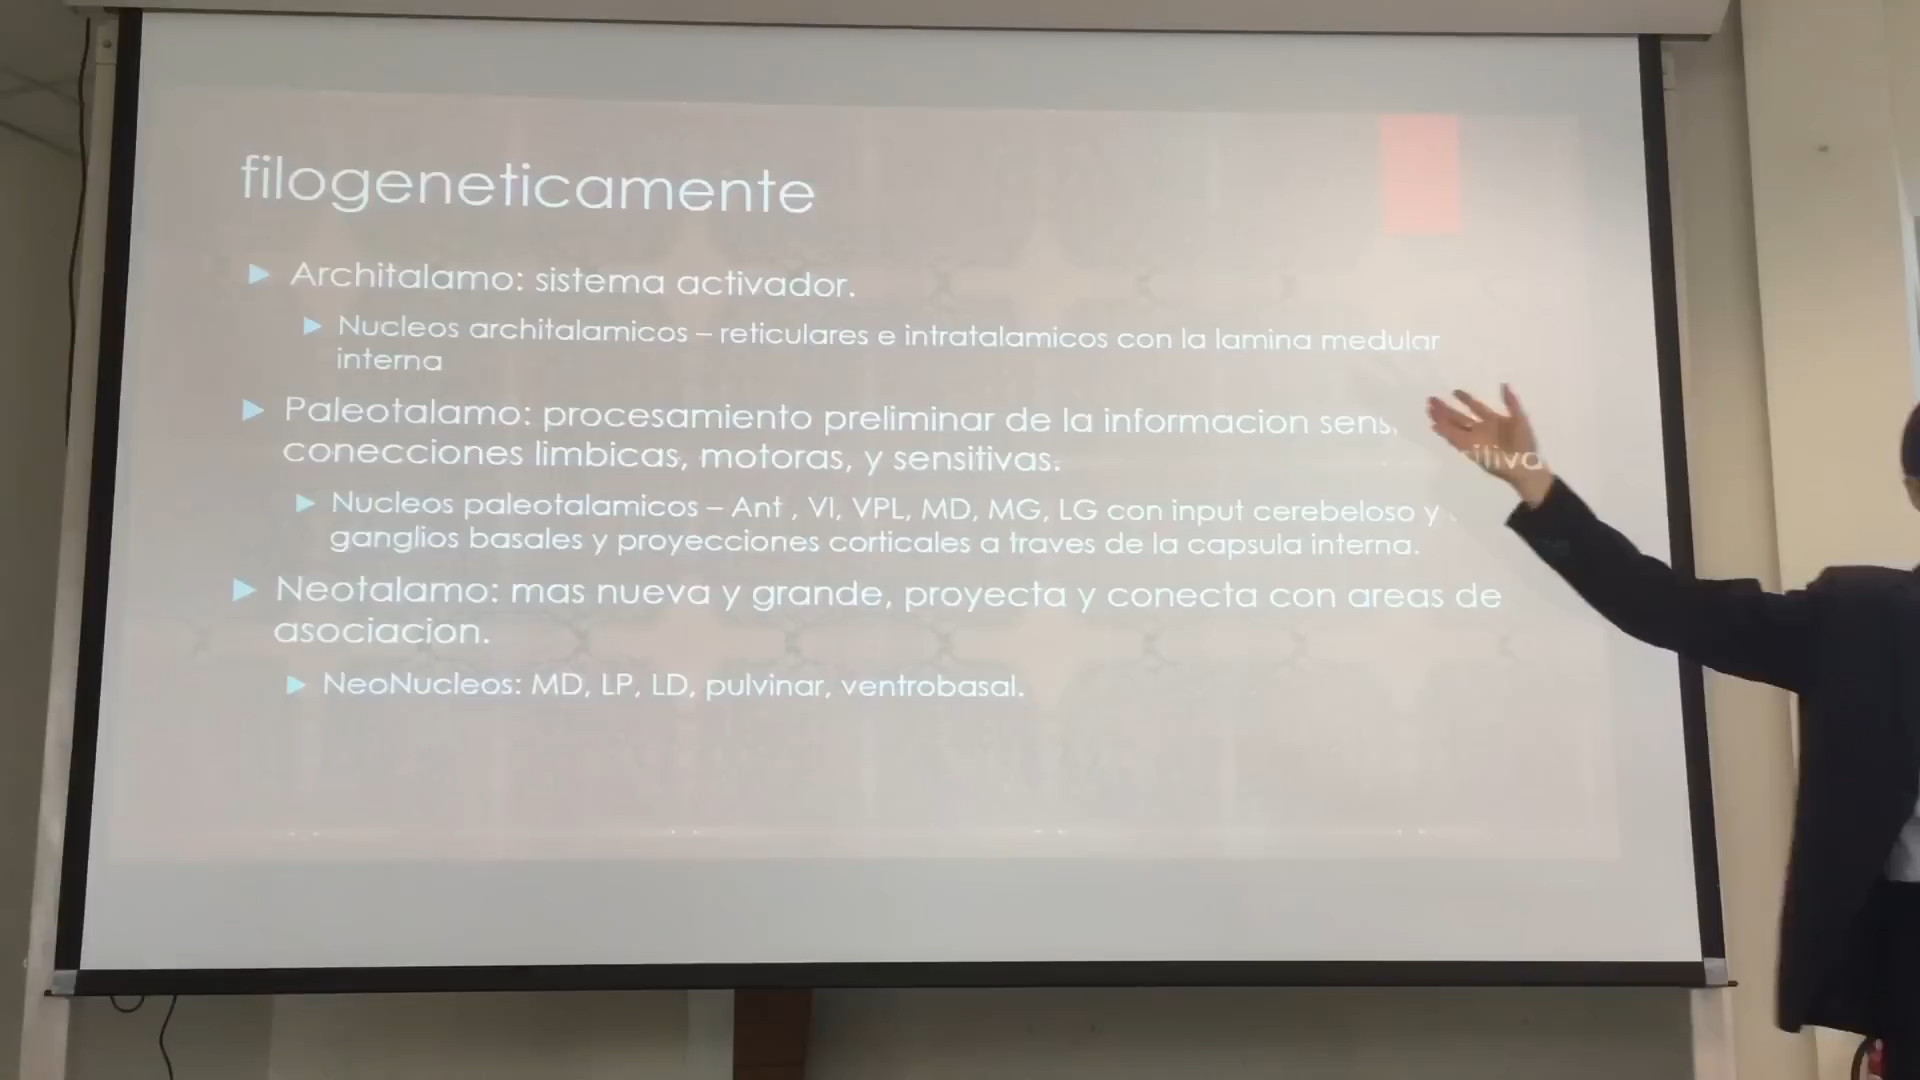 filogeneticamente
Architalamo: sistema activador.
Nucleos architalamicos – reticulares e intratalamicos con la lamina medular
interna
Paleotalamo: procesamiento preliminar de la informacion
conecciones limbicas, motoras, y sensitivas.
Nucleos paleotalamicos – Ant , Vl, VPL, MD, MG, LG con input cerebeloso y
ganglios basales y proyecciones corticales a traves de la capsula interna.
Neotalamo: mas nueva y grande, proyecta y conecta con areas de
asociacion.
NeoNucleos: MD, LP, LD, pulvinar, ventrobasal.